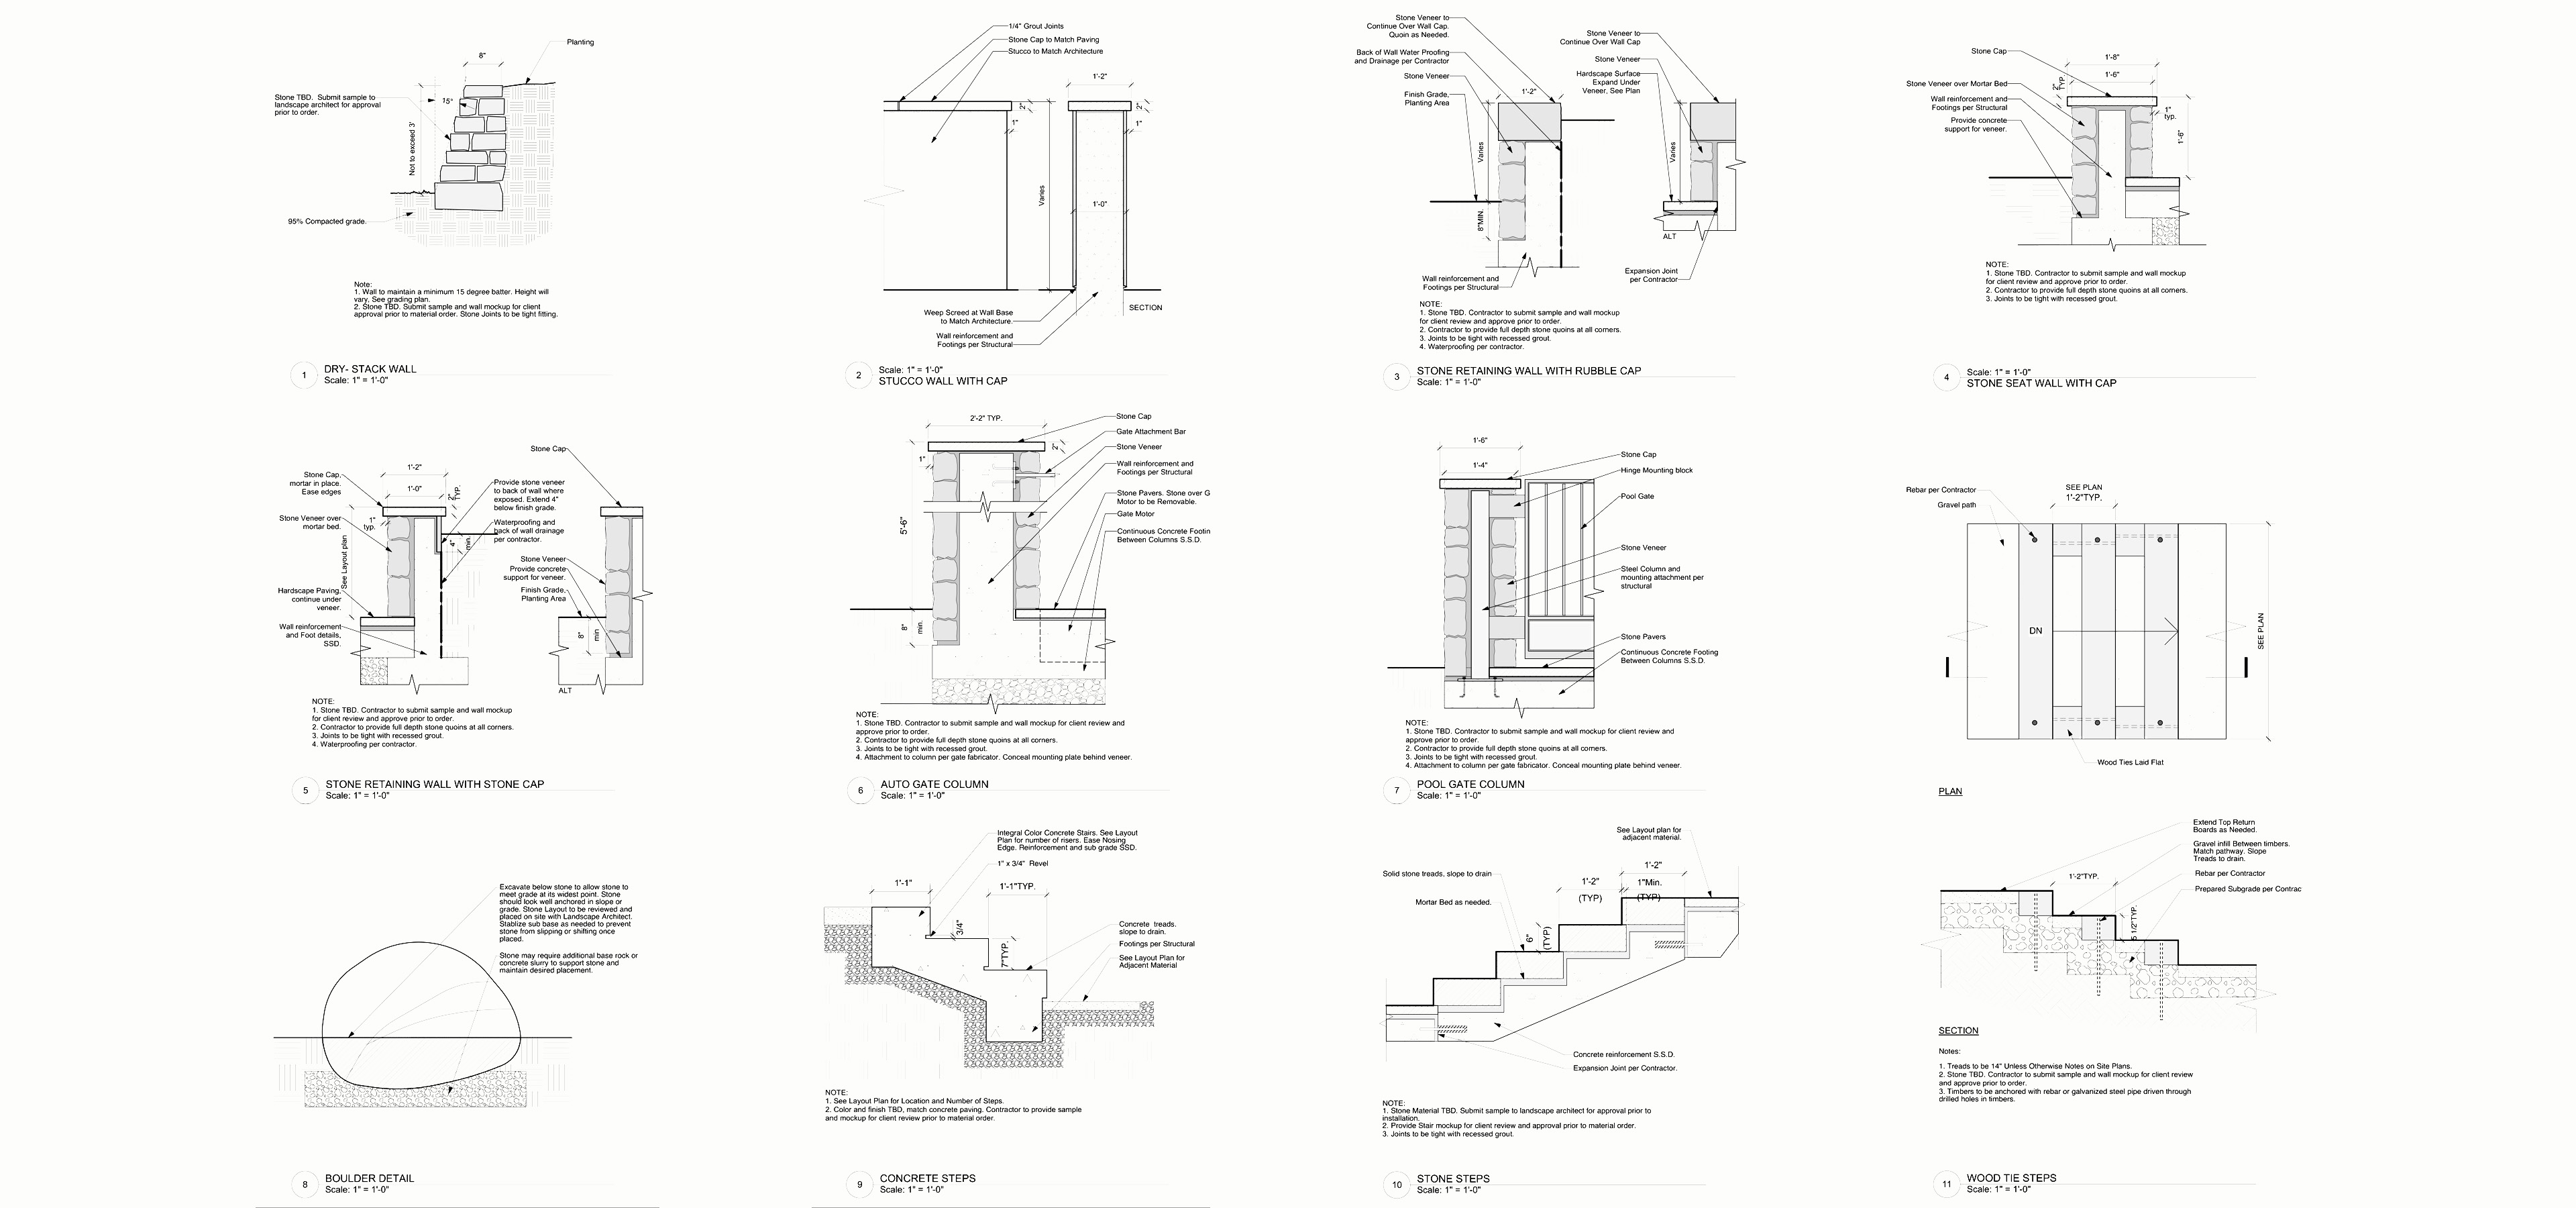 8"
Planting
Stone TBD.  Submit sample to
landscape architect for approval
prior to order.
15°
Not to exceed 3'
95% Compacted grade.
Note:
1. Wall to maintain a minimum 15 degree batter. Height will
vary, See grading plan.
2. Stone TBD. Submit sample and wall mockup for client
approval prior to material order. Stone Joints to be tight fitting.
1
DRY- STACK WALL
Scale: 1" = 1'-0"
1/4" Grout Joints
Stone Cap to Match Paving
Stucco to Match Architecture
1'-2"
2"
2"
1"
1"
Varies
1'-0"
SECTION
Weep Screed at Wall Base
to Match Architecture.
Wall reinforcement and
Footings per Structural
2
Scale: 1" = 1'-0"
STUCCO WALL WITH CAP
Stone Veneer to
Continue Over Wall Cap.
Quoin as Needed.
Back of Wall Water Proofing
and Drainage per Contractor
Stone Veneer
Finish Grade,
Planting Area
1'-2"
Varies
8"MIN.
Wall reinforcement and
Footings per Structural
Stone Veneer to
Continue Over Wall Cap
Stone Veneer
Hardscape Surface
Expand Under
Veneer, See Plan
Varies
ALT
Expansion Joint
per Contractor
NOTE:
1. Stone TBD. Contractor to submit sample and wall mockup
for client review and approve prior to order.
2. Contractor to provide full depth stone quoins at all corners.
3. Joints to be tight with recessed grout.
4. Waterproofing per contractor.
3
STONE RETAINING WALL WITH RUBBLE CAP
Scale: 1" = 1'-0"
Stone Cap
Stone Veneer over Mortar Bed
Wall reinforcement and
Footings per Structural
Provide concrete
support for veneer.
1'-8"
1'-6"
2"
TYP.
1"
typ.
1'-6"
NOTE:
1. Stone TBD. Contractor to submit sample and wall mockup
for client review and approve prior to order.
2. Contractor to provide full depth stone quoins at all corners.
3. Joints to be tight with recessed grout.
4
Scale: 1" = 1'-0"
STONE SEAT WALL WITH CAP
Stone Cap,
mortar in place.
Ease edges
Stone Veneer over
mortar bed.
Hardscape Paving,
continue under
veneer.
Wall reinforcement
and Foot details,
SSD.
1'-2"
1'-0"
2"
TYP.
1"
typ.
See Layout plan
Provide stone veneer
to back of wall where
exposed. Extend 4"
below finish grade.
Waterproofing and
back of wall drainage
per contractor.
4"
min.
Stone Cap
Stone Veneer
Provide concrete
support for veneer.
Finish Grade,
Planting Area
8"
min
ALT
NOTE:
1. Stone TBD. Contractor to submit sample and wall mockup
for client review and approve prior to order.
2. Contractor to provide full depth stone quoins at all corners.
3. Joints to be tight with recessed grout.
4. Waterproofing per contractor.
5
STONE RETAINING WALL WITH STONE CAP
Scale: 1" = 1'-0"
2'-2" TYP.
2"
1"
5'-6"
8"
min.
Stone Cap
Gate Attachment Bar
Stone Veneer
Wall reinforcement and
Footings per Structural
Stone Pavers. Stone over G
Motor to be Removable.
Gate Motor
Continuous Concrete Footin
Between Columns S.S.D.
NOTE:
1. Stone TBD. Contractor to submit sample and wall mockup for client review and
approve prior to order.
2. Contractor to provide full depth stone quoins at all corners.
3. Joints to be tight with recessed grout.
4. Attachment to column per gate fabricator. Conceal mounting plate behind veneer.
6
AUTO GATE COLUMN
Scale: 1" = 1'-0"
1'-6"
1'-4"
Stone Cap
Hinge Mounting block
Pool Gate
Stone Veneer
Steel Column and
mounting attachment per
structural
Stone Pavers
Continuous Concrete Footing
Between Columns S.S.D.
NOTE:
1. Stone TBD. Contractor to submit sample and wall mockup for client review and
approve prior to order.
2. Contractor to provide full depth stone quoins at all corners.
3. Joints to be tight with recessed grout.
4. Attachment to column per gate fabricator. Conceal mounting plate behind veneer.
7
POOL GATE COLUMN
Scale: 1" = 1'-0"
Rebar per Contractor
Gravel path
SEE PLAN
1'-2"TYP.
DN
SEE PLAN
Wood Ties Laid Flat
PLAN
Extend Top Return
Boards as Needed.
Gravel infill Between timbers.
Match pathway. Slope
Treads to drain.
Rebar per Contractor
Prepared Subgrade per Contrac
1'-2"TYP.
5 1/2"TYP.
SECTION
Notes:
1. Treads to be 14" Unless Otherwise Notes on Site Plans.
2. Stone TBD. Contractor to submit sample and wall mockup for client review
and approve prior to order.
3. Timbers to be anchored with rebar or galvanized steel pipe driven through
drilled holes in timbers.
11
WOOD TIE STEPS
Scale: 1" = 1'-0"
Excavate below stone to allow stone to
meet grade at its widest point. Stone
should look well anchored in slope or
grade. Stone Layout to be reviewed and
placed on site with Landscape Architect.
Stablize sub base as needed to prevent
stone from slipping or shifting once
placed.
Stone may require additional base rock or
concrete slurry to support stone and
maintain desired placement.
8
BOULDER DETAIL
Scale: 1" = 1'-0"
Integral Color Concrete Stairs. See Layout
Plan for number of risers. Ease Nosing
Edge. Reinforcement and sub grade SSD.
1" x 3/4"  Revel
1'-1"
1'-1"TYP.
3/4"
7"TYP.
Concrete  treads.
slope to drain.
Footings per Structural
See Layout Plan for
Adjacent Material
NOTE:
1. See Layout Plan for Location and Number of Steps.
2. Color and finish TBD, match concrete paving. Contractor to provide sample
and mockup for client review prior to material order.
9
CONCRETE STEPS
Scale: 1" = 1'-0"
See Layout plan for
adjacent material.
Solid stone treads, slope to drain
Mortar Bed as needed.
1'-2"
(TYP)
1'-2"
1"Min.
(TYP)
6"
(TYP)
Concrete reinforcement S.S.D.
Expansion Joint per Contractor.
NOTE:
1. Stone Material TBD. Submit sample to landscape architect for approval prior to
installation.
2. Provide Stair mockup for client review and approval prior to material order.
3. Joints to be tight with recessed grout.
10
STONE STEPS
Scale: 1" = 1'-0"